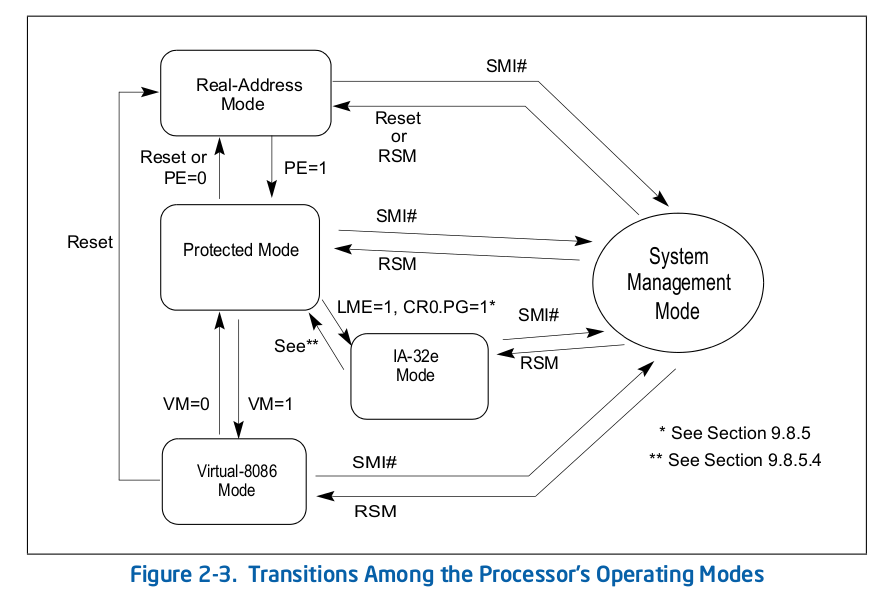 SMI#
Real-Address
Mode
Reset
or
RSM
Reset or
PE=0
PE=1
SMI#
Reset
Protected Mode
RSM
System
Management
Mode
LME=1, CR0.PG=1*
SMI#
See**
IA-32e
Mode
RSM
VM=0
VM=1
* See Section 9.8.5
** See Section 9.8.5.4
Virtual-8086
Mode
SMI#
RSM
Figure 2-3. Transitions Among the Processor's Operating Modes